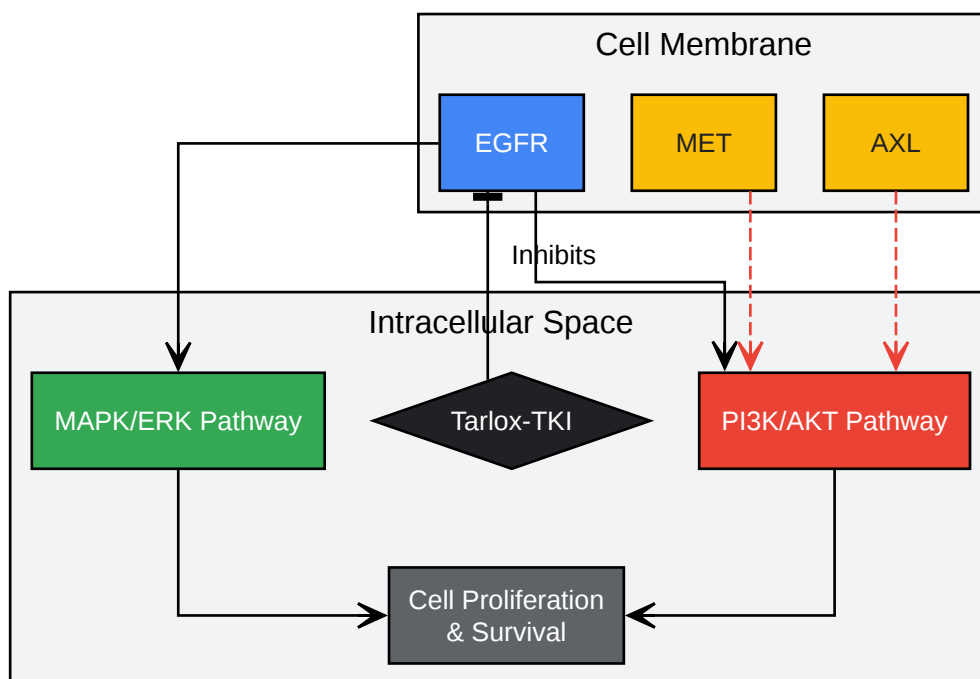 Cell Membrane
EGFR
MET
AXL
Inhibits
Intracellular Space
MAPK/ERK Pathway
Tarlox-TKI
PI3K/AKT Pathway
Cell Proliferation
& Survival